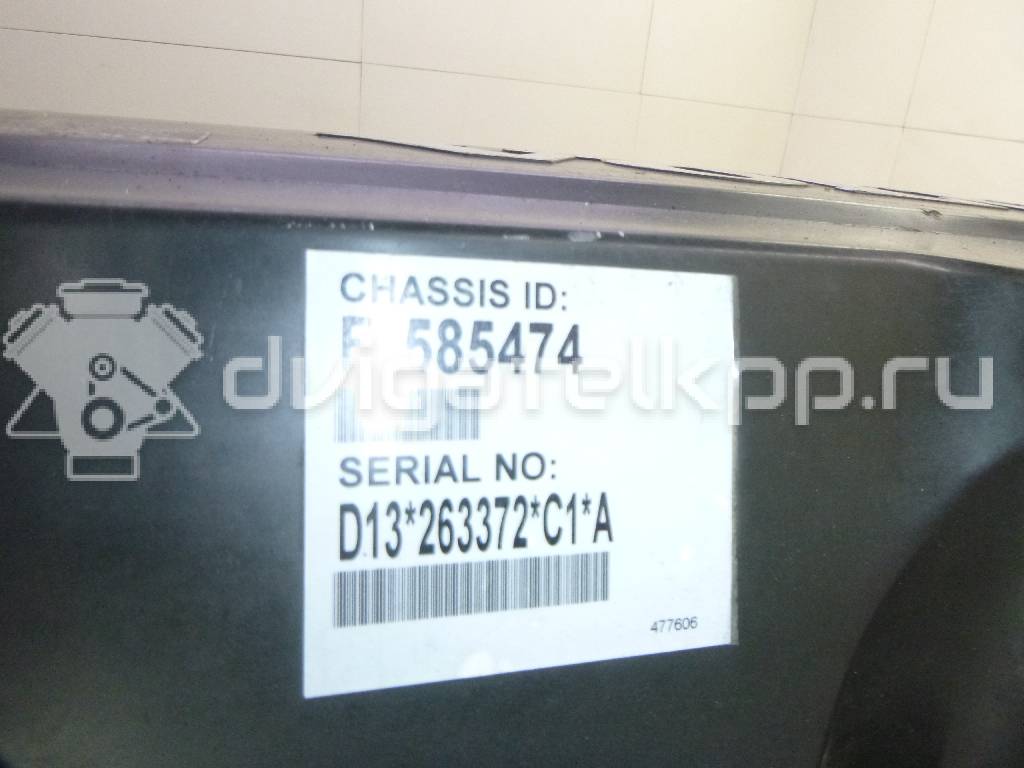 CHASSIS ID:
585474
dvigatelkpp.ru
SERIAL NO:
D13*263372*C1*A
477606